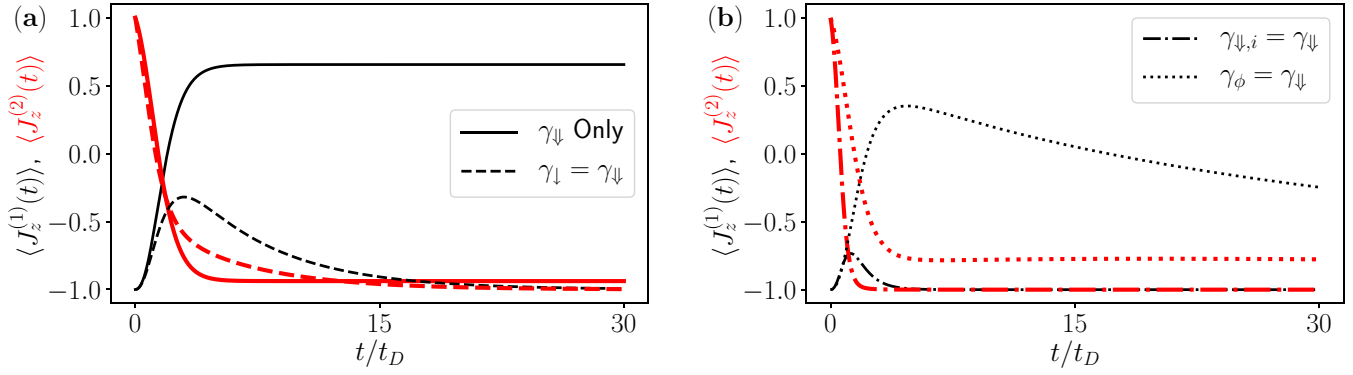 (a)
⟨J_z^{(1)}(t)⟩, ⟨J_z^{(2)}(t)⟩
1.0
0.5
0.0
−0.5
−1.0
γ_⇓ Only
γ_↓ = γ_⇓
0
15
30
t/t_D
(b)
⟨J_z^{(1)}(t)⟩, ⟨J_z^{(2)}(t)⟩
1.0
0.5
0.0
−0.5
−1.0
γ_{⇓,i} = γ_⇓
γ_ϕ = γ_⇓
0
15
30
t/t_D